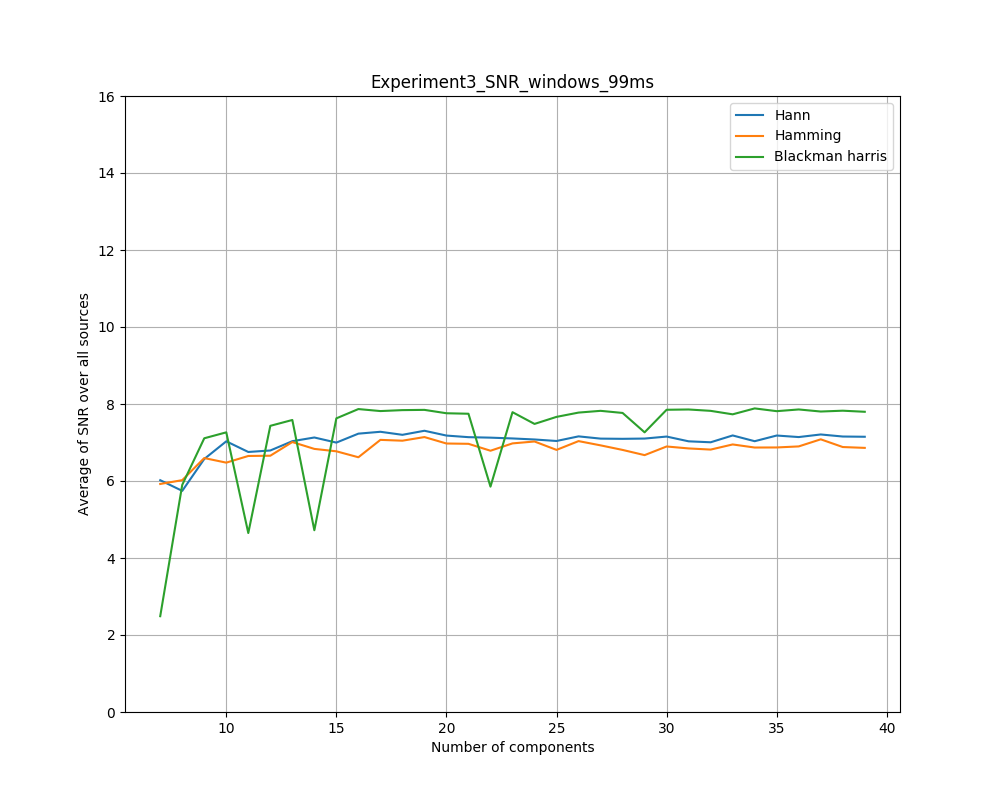 Experiment3_SNR_windows_99ms
16
14
12
10
8
6
4
2
0
Average of SNR over all sources
Hann
Hamming
Blackman harris
10 15 20 25 30 35 40
Number of components